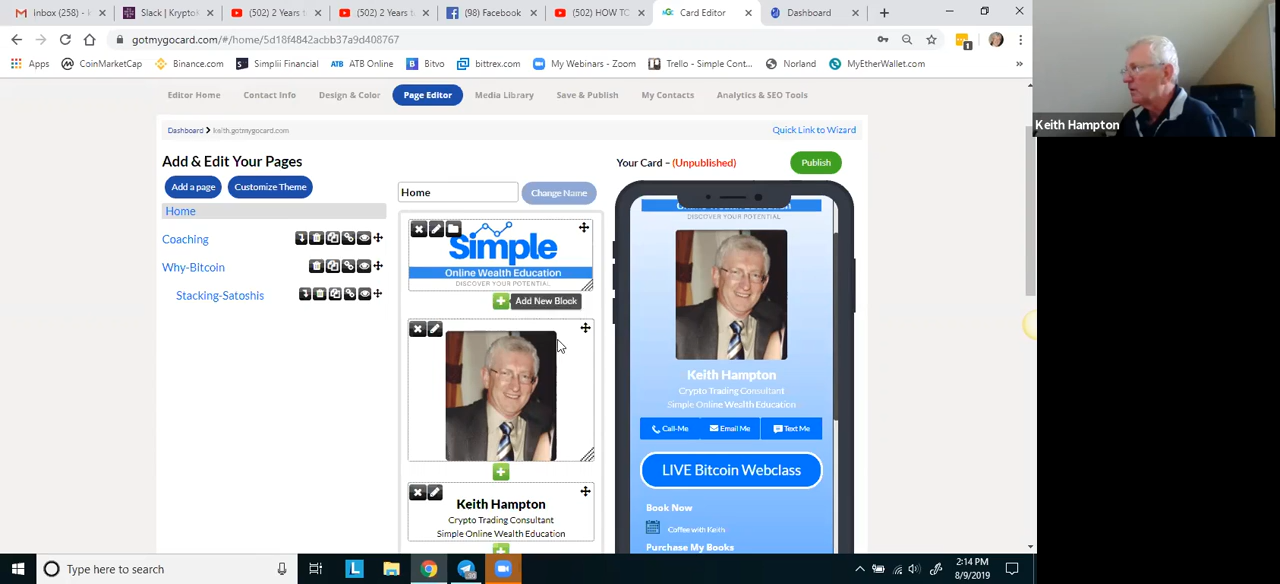 Inbox (258) - k
Slack | Krypto
(502) 2 Years t
(502) 2 Years t
(98) Facebook
(502) HOW TO
Card Editor
Dashboard
gotmygocard.com/#/home/5d18f4842acbb37a9d408767
Apps
CoinMarketCap
Binance.com
Simplii Financial
ATB ATB Online
Bitvo
bittrex.com
My Webinars - Zoom
Trello - Simple Cont...
Norland
MyEtherWallet.com
»
Editor Home
Contact Info
Design & Color
Page Editor
Media Library
Save & Publish
My Contacts
Analytics & SEO Tools
Keith Hampton
Dashboard > keith.gotmygocard.com
Quick Link to Wizard
Add & Edit Your Pages
Your Card – (Unpublished)
Publish
Add a page
Customize Theme
Home
Change Name
Home
Coaching
Why-Bitcoin
Stacking-Satoshis
Simple
Online Wealth Education
DISCOVER YOUR POTENTIAL
Add New Block
Keith Hampton
Crypto Trading Consultant
Simple Online Wealth Education
DISCOVER YOUR POTENTIAL
Keith Hampton
Crypto Trading Consultant
Simple Online Wealth Education
Call-Me
Email Me
Text Me
LIVE Bitcoin Webclass
Book Now
Coffee with Keith
Purchase My Books
Type here to search
L
2:14 PM
8/9/2019